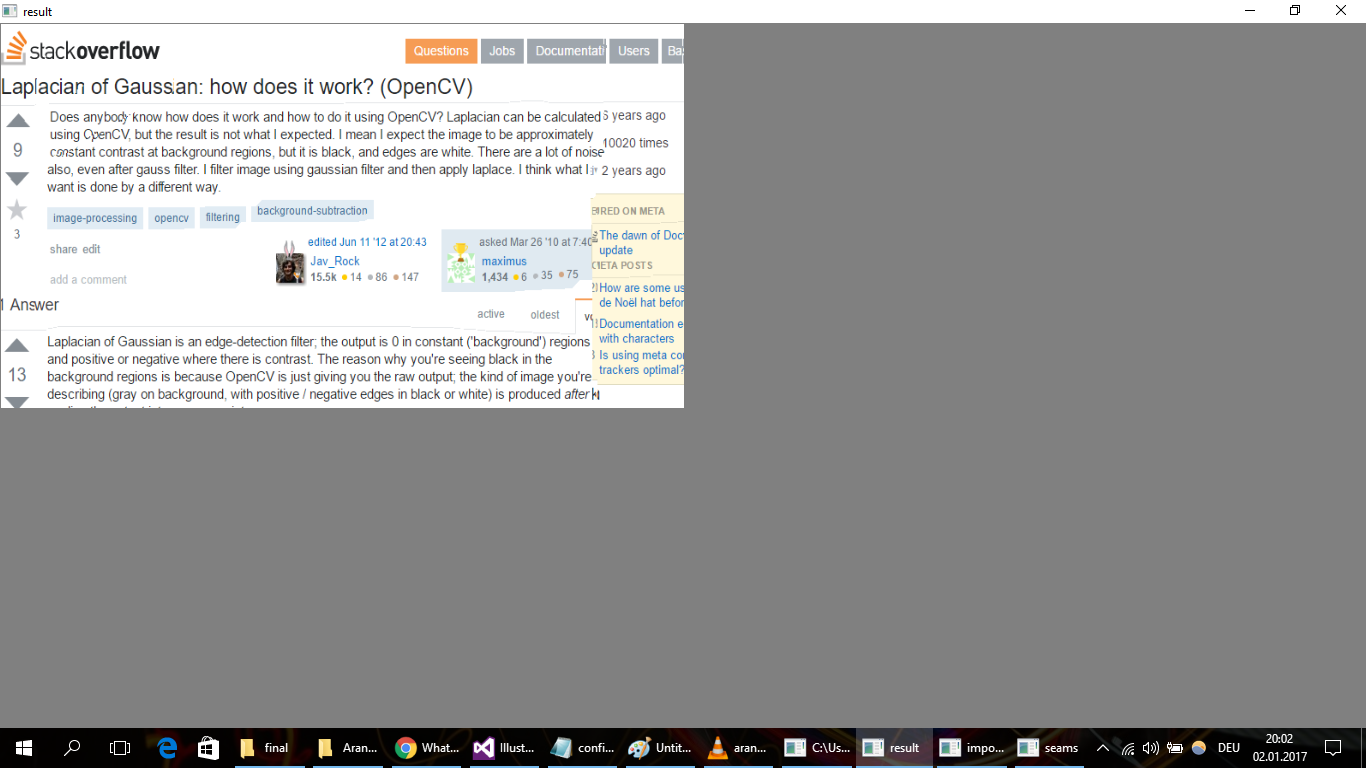 result
stackoverflow
Questions Jobs Documentati Users Ba
Laplacian of Gaussian: how does it work? (OpenCV)
Does anybody know how does it work and how to do it using OpenCV? Laplacian can be calculated
using OpenCV, but the result is not what I expected. I mean I expect the image to be approximately
constant contrast at background regions, but it is black, and edges are white. There are a lot of noise
also, even after gauss filter. I filter image using gaussian filter and then apply laplace. I think what I
want is done by a different way.
9
3
years ago
10020 times
2 years ago
image-processing opencv filtering background-subtraction
share edit
edited Jun 11 '12 at 20:43
Jav_Rock
15.5k 14 86 147
asked Mar 26 '10 at 7:40
maximus
1,434 6 35 75
add a comment
RED ON META
The dawn of Doc
update
META POSTS
How are some us
de Noël hat befor
Documentation e
with characters
Is using meta co
trackers optimal?
1 Answer
active oldest
Laplacian of Gaussian is an edge-detection filter; the output is 0 in constant ('background') regions
and positive or negative where there is contrast. The reason why you're seeing black in the
background regions is because OpenCV is just giving you the raw output; the kind of image you're
describing (gray on background, with positive / negative edges in black or white) is produced after
13
final Aran... What... Illust... confi... Untit... aran... C:\Us... result impo... seams DEU 20:02
02.01.2017